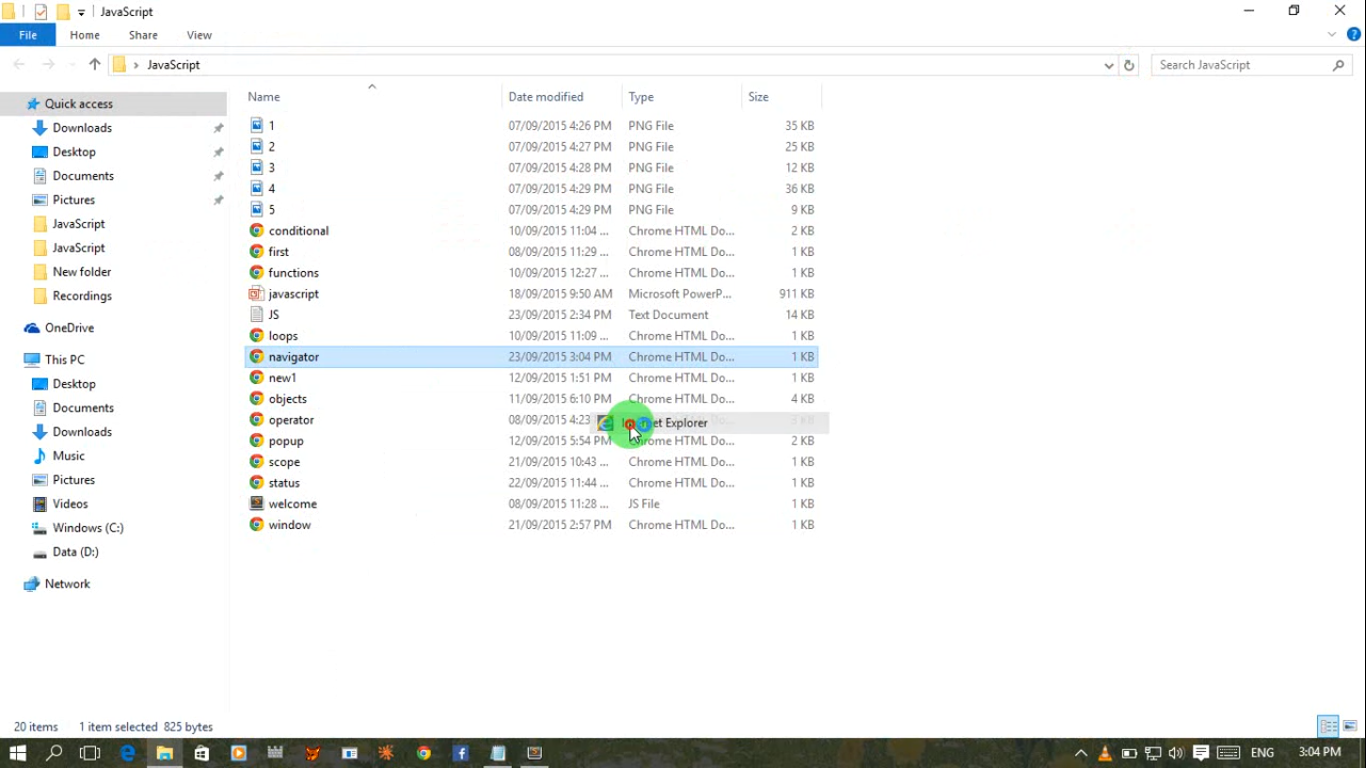 JavaScript
File Home Share View
› JavaScript
Search JavaScript
Name Date modified Type Size
Quick access
Downloads
Desktop
Documents
Pictures
JavaScript
JavaScript
New folder
Recordings
OneDrive
This PC
Desktop
Documents
Downloads
Music
Pictures
Videos
Windows (C:)
Data (D:)
Network
1 07/09/2015 4:26 PM PNG File 35 KB
2 07/09/2015 4:27 PM PNG File 25 KB
3 07/09/2015 4:28 PM PNG File 12 KB
4 07/09/2015 4:29 PM PNG File 36 KB
5 07/09/2015 4:29 PM PNG File 9 KB
conditional 10/09/2015 11:04 ... Chrome HTML Do... 2 KB
first 08/09/2015 11:29 ... Chrome HTML Do... 1 KB
functions 10/09/2015 12:27 ... Chrome HTML Do... 1 KB
javascript 18/09/2015 9:50 AM Microsoft PowerP... 911 KB
JS 23/09/2015 2:34 PM Text Document 14 KB
loops 10/09/2015 11:09 ... Chrome HTML Do... 1 KB
navigator 23/09/2015 3:04 PM Chrome HTML Do... 1 KB
new1 12/09/2015 1:51 PM Chrome HTML Do... 1 KB
objects 11/09/2015 6:10 PM Chrome HTML Do... 4 KB
operator 08/09/2015 4:23 Explorer KB
popup 12/09/2015 5:54 PM Chrome HTML Do... 2 KB
scope 21/09/2015 10:43 ... Chrome HTML Do... 1 KB
status 22/09/2015 11:44 ... Chrome HTML Do... 1 KB
welcome 08/09/2015 11:28 ... JS File 1 KB
window 21/09/2015 2:57 PM Chrome HTML Do... 1 KB
20 items 1 item selected 825 bytes
ENG 3:04 PM